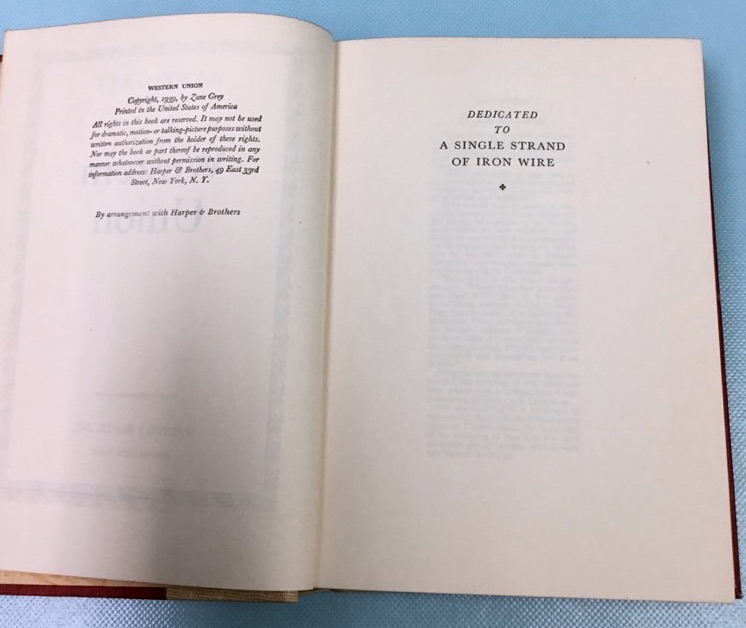 WESTERN UNION
Copyright, 1939, by Zane Grey
Printed in the United States of America
All rights in this book are reserved. It may not be used
for dramatic, motion- or talking-picture purposes without
written authorization from the holder of these rights.
Nor may the book or part thereof be reproduced in any
manner whatsoever without permission in writing. For
information address: Harper & Brothers, 49 East 33rd
Street, New York, N. Y.
By arrangement with Harper & Brothers
Union
DEDICATED
TO
A SINGLE STRAND
OF IRON WIRE